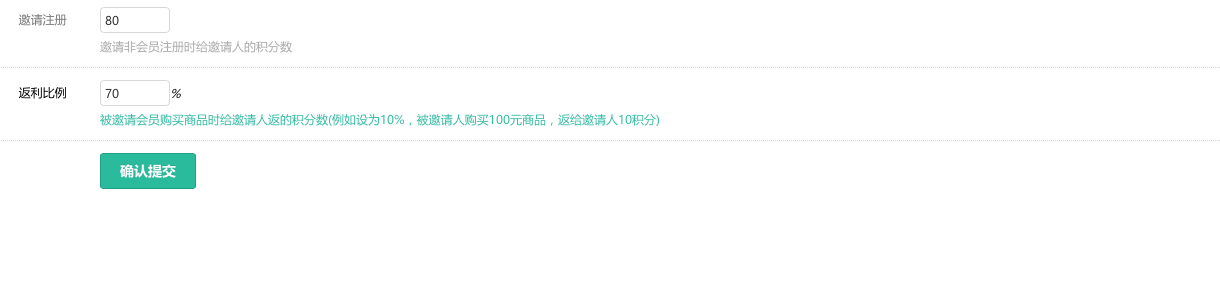 邀请注册 80
邀请非会员注册时给邀请人的积分数
返利比例 70 %
被邀请会员购买商品时给邀请人返的积分数(例如设为10%，被邀请人购买100元商品，返给邀请人10积分)
确认提交